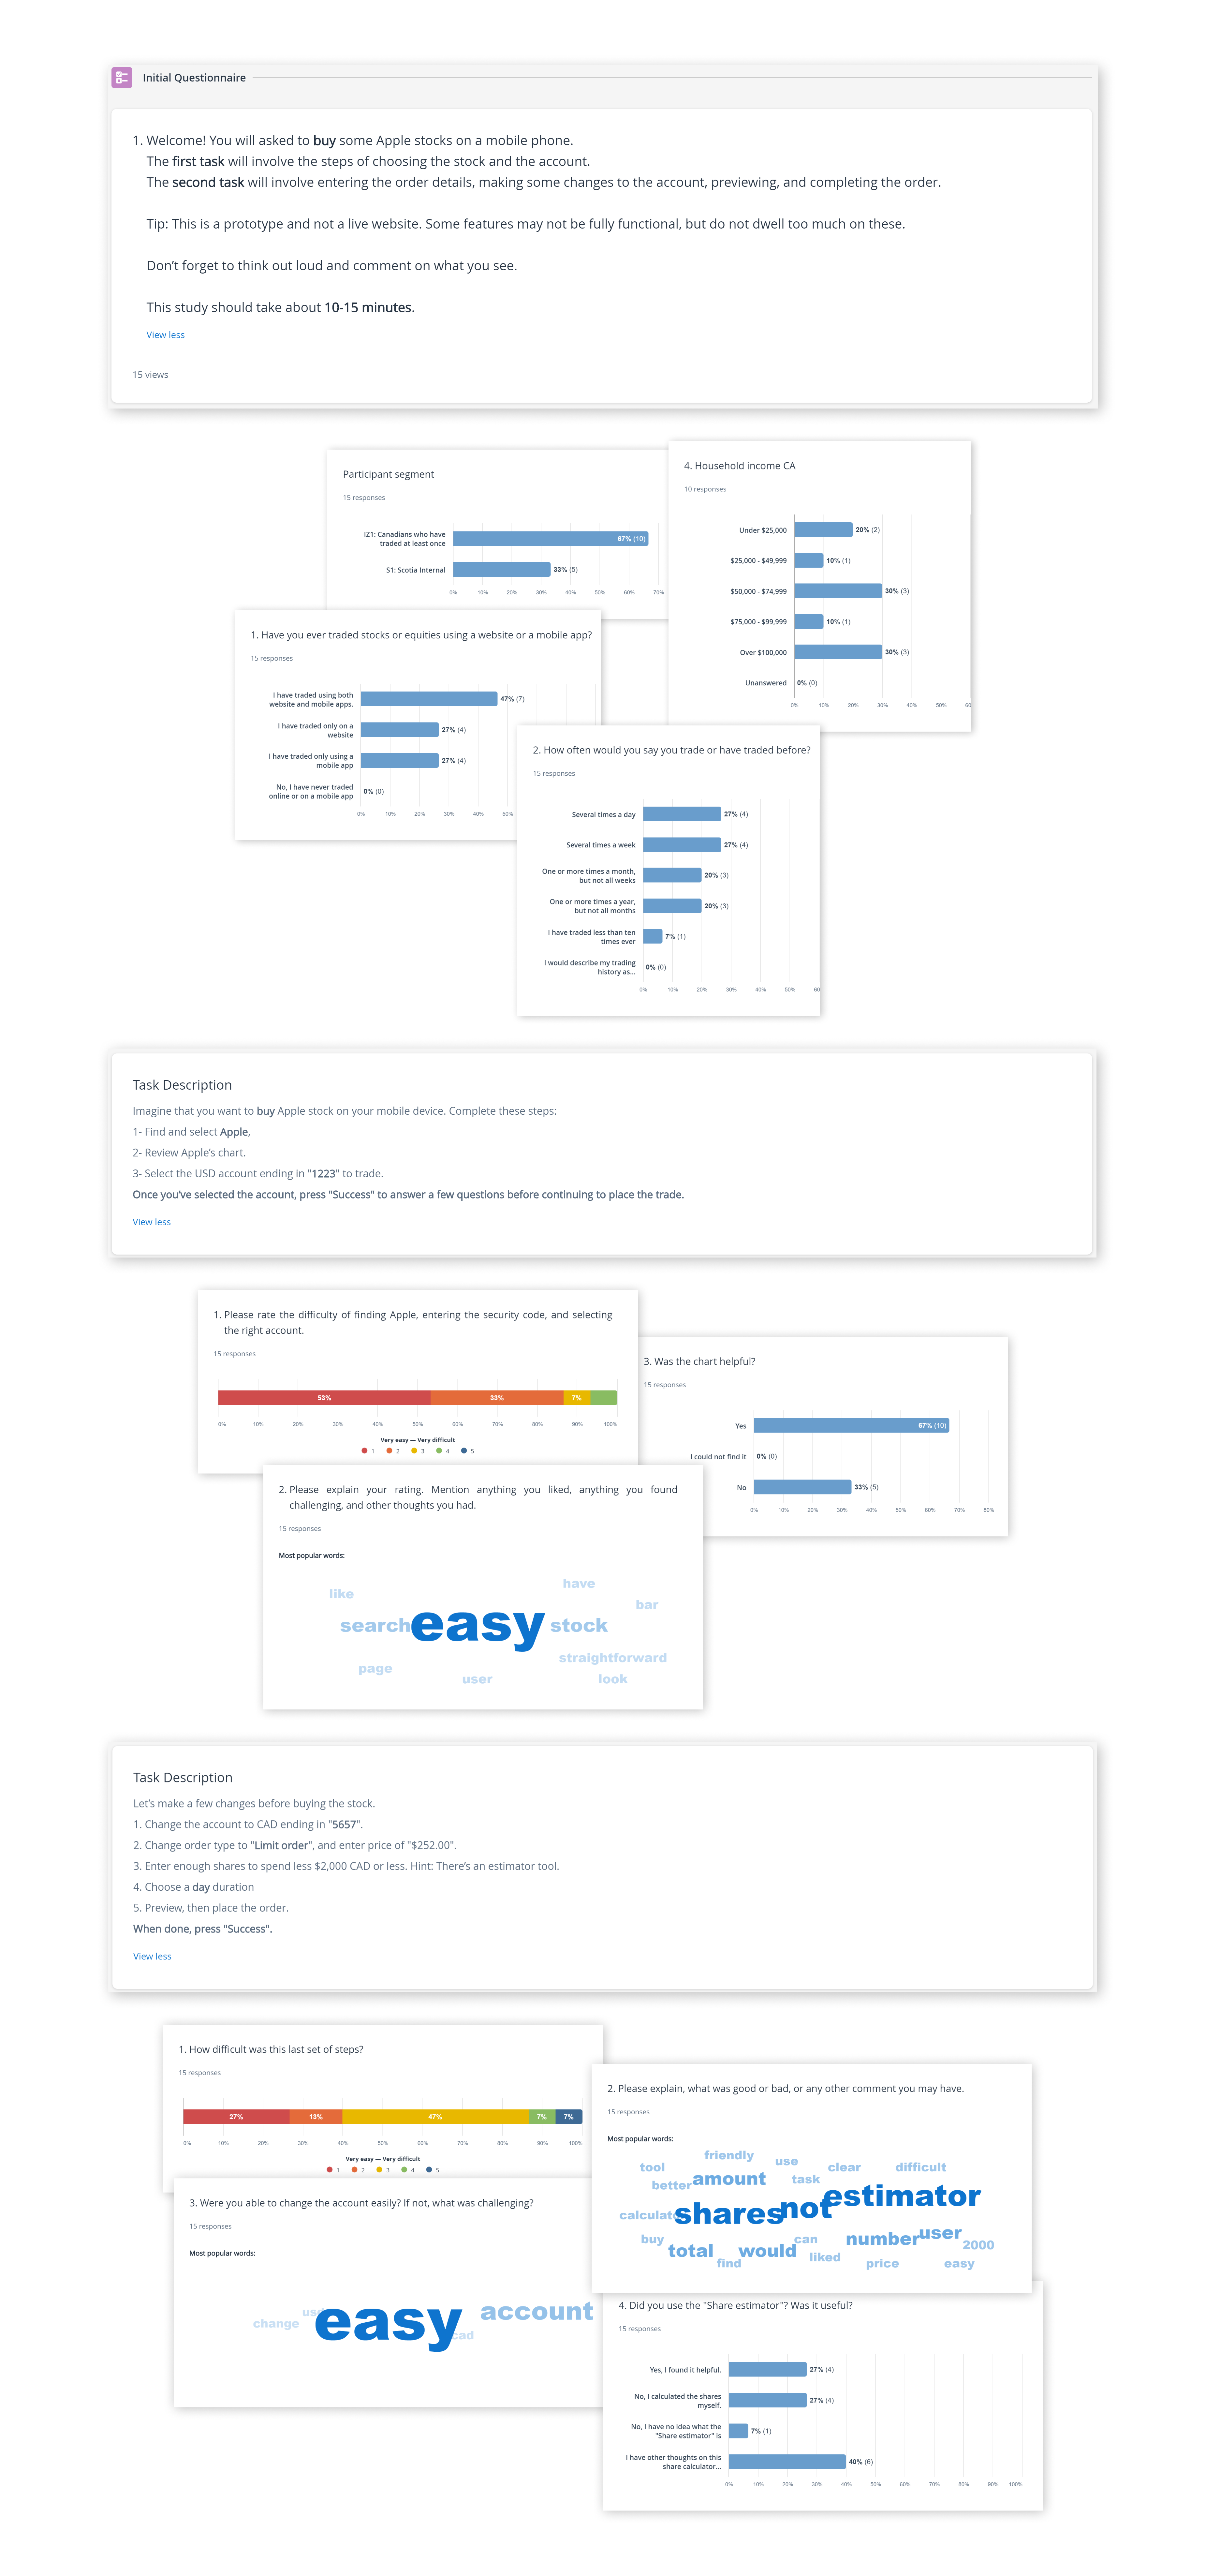 Initial Questionnaire
1. Welcome! You will asked to buy some Apple stocks on a mobile phone.
The first task will involve the steps of choosing the stock and the account.
The second task will involve entering the order details, making some changes to the account, previewing, and completing the order.
Tip: This is a prototype and not a live website. Some features may not be fully functional, but do not dwell too much on these.
Don't forget to think out loud and comment on what you see.
This study should take about 10-15 minutes.
View less
15 views
Participant segment
15 responses
IZ1: Canadians who have
traded at least once
67% (10)
S1: Scotia Internal
33% (5)
0% 10% 20% 30% 40% 50% 60% 70%
4. Household income CA
10 responses
Under $25,000
20% (2)
$25,000 - $49,999
10% (1)
$50,000 - $74,999
30% (3)
$75,000 - $99,999
10% (1)
Over $100,000
30% (3)
Unanswered
0% (0)
0% 10% 20% 30% 40% 50% 60
1. Have you ever traded stocks or equities using a website or a mobile app?
15 responses
I have traded using both
website and mobile apps.
47% (7)
I have traded only on a
website
27% (4)
I have traded only using a
mobile app
27% (4)
No, I have never traded
online or on a mobile app
0% (0)
0% 10% 20% 30% 40% 50%
2. How often would you say you trade or have traded before?
15 responses
Several times a day
27% (4)
Several times a week
27% (4)
One or more times a month,
but not all weeks
20% (3)
One or more times a year,
but not all months
20% (3)
I have traded less than ten
times ever
7% (1)
I would describe my trading
history as...
0% (0)
0% 10% 20% 30% 40% 50% 60
Task Description
Imagine that you want to buy Apple stock on your mobile device. Complete these steps:
1- Find and select Apple,
2- Review Apple's chart.
3- Select the USD account ending in "1223" to trade.
Once you've selected the account, press "Success" to answer a few questions before continuing to place the trade.
View less
1. Please rate the difficulty of finding Apple, entering the security code, and selecting
the right account.
15 responses
53% 33% 7%
0% 10% 20% 30% 40% 50% 60% 70% 80% 90% 100%
Very easy — Very difficult
1 2 3 4 5
3. Was the chart helpful?
15 responses
Yes
67% (10)
I could not find it
0% (0)
No
33% (5)
0% 10% 20% 30% 40% 50% 60% 70% 80%
2. Please explain your rating. Mention anything you liked, anything you found
challenging, and other thoughts you had.
15 responses
Most popular words:
like have
bar
search easy stock
straightforward
page user look
Task Description
Let's make a few changes before buying the stock.
1. Change the account to CAD ending in "5657".
2. Change order type to "Limit order", and enter price of "$252.00".
3. Enter enough shares to spend less $2,000 CAD or less. Hint: There's an estimator tool.
4. Choose a day duration
5. Preview, then place the order.
When done, press "Success".
View less
1. How difficult was this last set of steps?
15 responses
27% 13% 47% 7% 7%
0% 10% 20% 30% 40% 50% 60% 70% 80% 90% 100%
Very easy — Very difficult
1 2 3 4 5
2. Please explain, what was good or bad, or any other comment you may have.
15 responses
Most popular words:
friendly use
tool clear difficult
better amount task
calculat shares not estimator
buy can number user 2000
total would liked
find price easy
3. Were you able to change the account easily? If not, what was challenging?
15 responses
Most popular words:
change usd easy cad account
4. Did you use the "Share estimator"? Was it useful?
15 responses
Yes, I found it helpful.
27% (4)
No, I calculated the shares
myself.
27% (4)
No, I have no idea what the
"Share estimator" is
7% (1)
I have other thoughts on this
share calculator...
40% (6)
0% 10% 20% 30% 40% 50% 60% 70% 80% 90% 100%